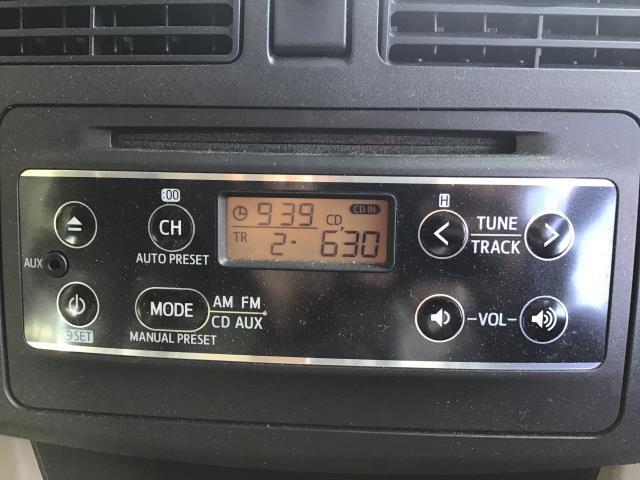 :00
H
CH
AUTO PRESET
9 39 CD CD IN
TR 2- 6'30
TUNE
TRACK
AUX
MODE
AM FM
CD AUX
MANUAL PRESET
SET
-VOL-